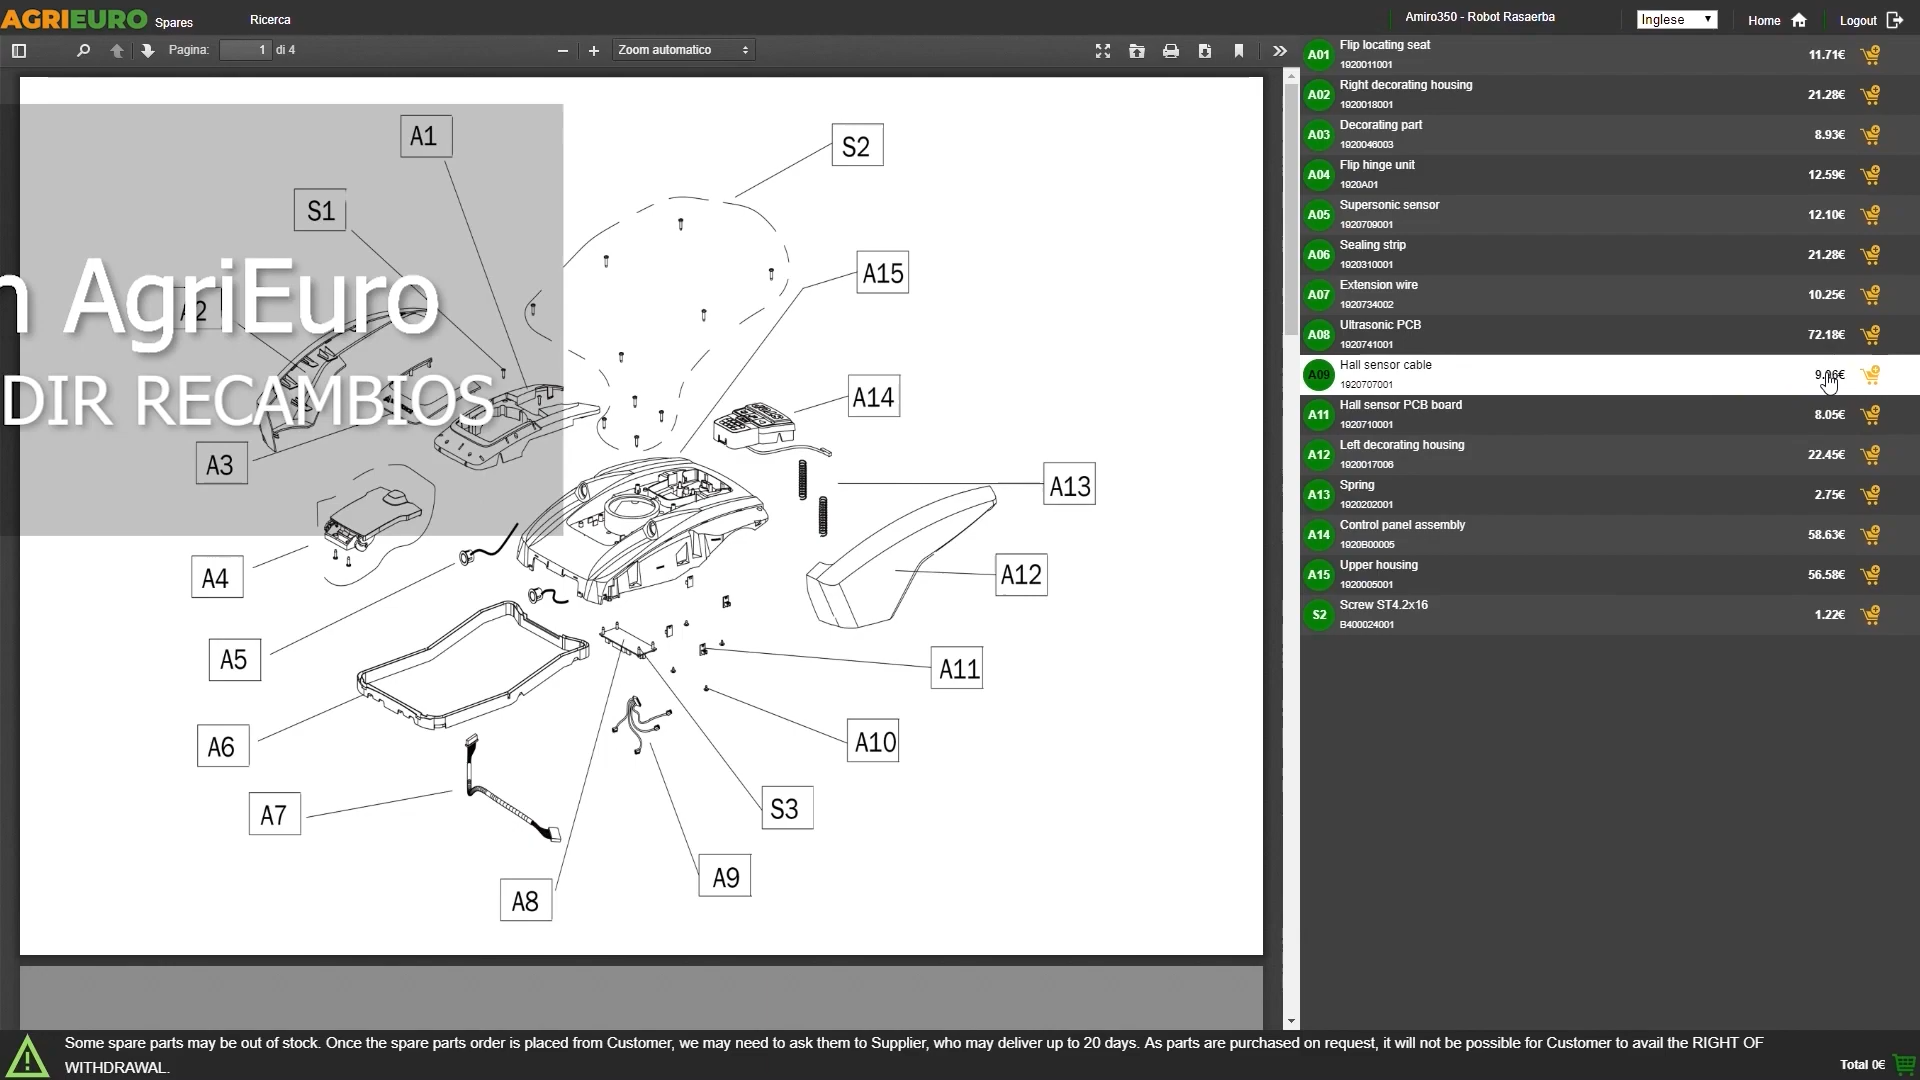 AGRIEURO Spares
Ricerca
Amiro350 - Robot Rasaerba
Inglese
Home
Logout
Pagina: 1 di 4
Zoom automatico
A1
S2
S1
A15
n AgriEuro
A2
DIR RECAMBIOS
A14
A3
A13
A4
A12
A5
A11
A6
A10
A7
S3
A9
A8
A01 Flip locating seat 11.71€
1920011001
A02 Right decorating housing 21.28€
1920018001
A03 Decorating part 8.93€
1920046003
A04 Flip hinge unit 12.59€
1920A01
A05 Supersonic sensor 12.10€
1920709001
A06 Sealing strip 21.28€
1920310001
A07 Extension wire 10.25€
1920734002
A08 Ultrasonic PCB 72.18€
1920741001
A09 Hall sensor cable
1920707001
A11 Hall sensor PCB board 8.05€
1920710001
A12 Left decorating housing 22.45€
1920017006
A13 Spring 2.75€
1920202001
A14 Control panel assembly 58.63€
1920B00005
A15 Upper housing 56.58€
1920005001
S2 Screw ST4.2x16 1.22€
B400024001
Some spare parts may be out of stock. Once the spare parts order is placed from Customer, we may need to ask them to Supplier, who may deliver up to 20 days. As parts are purchased on request, it will not be possible for Customer to avail the RIGHT OF
WITHDRAWAL.
Total 0€